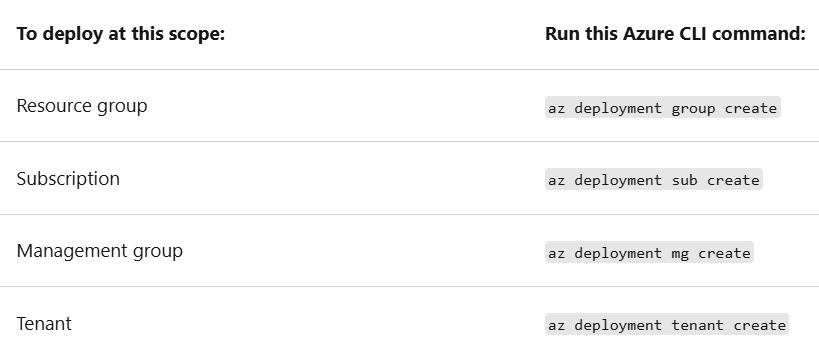 To deploy at this scope: Run this Azure CLI command:
Resource group az deployment group create
Subscription az deployment sub create
Management group az deployment mg create
Tenant az deployment tenant create